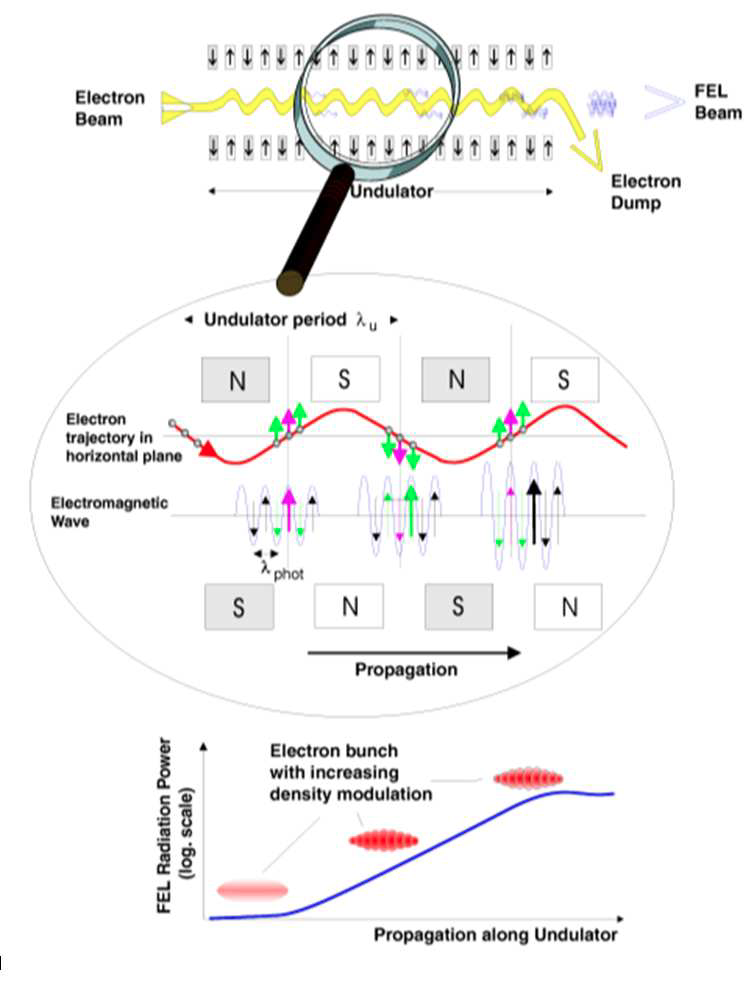 Electron
Beam
FEL
Beam
Undulator
Electron
Dump
Undulator period λu
N S N S
Electron
trajectory in
horizontal plane
Electromagnetic
Wave
λphot
S N S N
Propagation
FEL Radiation Power
(log. scale)
Electron bunch
with increasing
density modulation
Propagation along Undulator